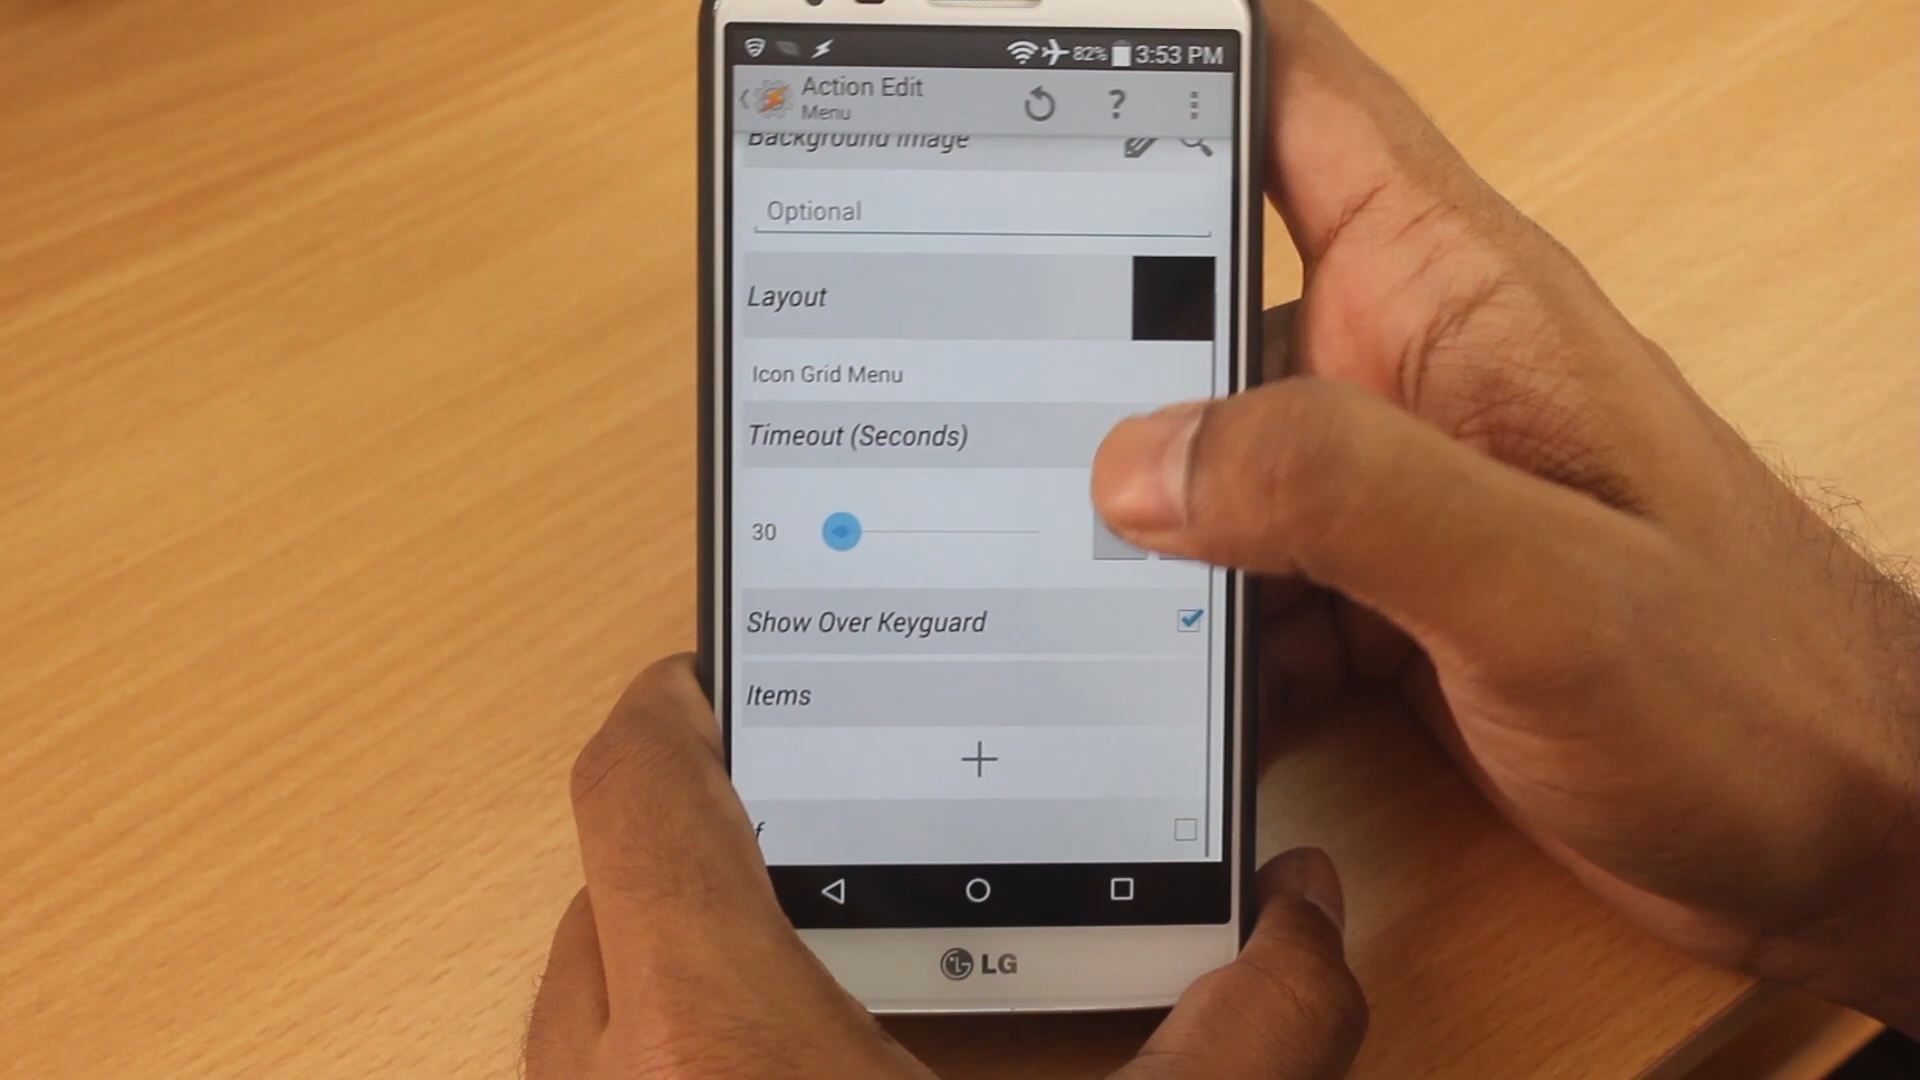 82% 3:53 PM
Action Edit
Menu
Background Image
Optional
Layout
Icon Grid Menu
Timeout (Seconds)
30
Show Over Keyguard
Items
If
LG